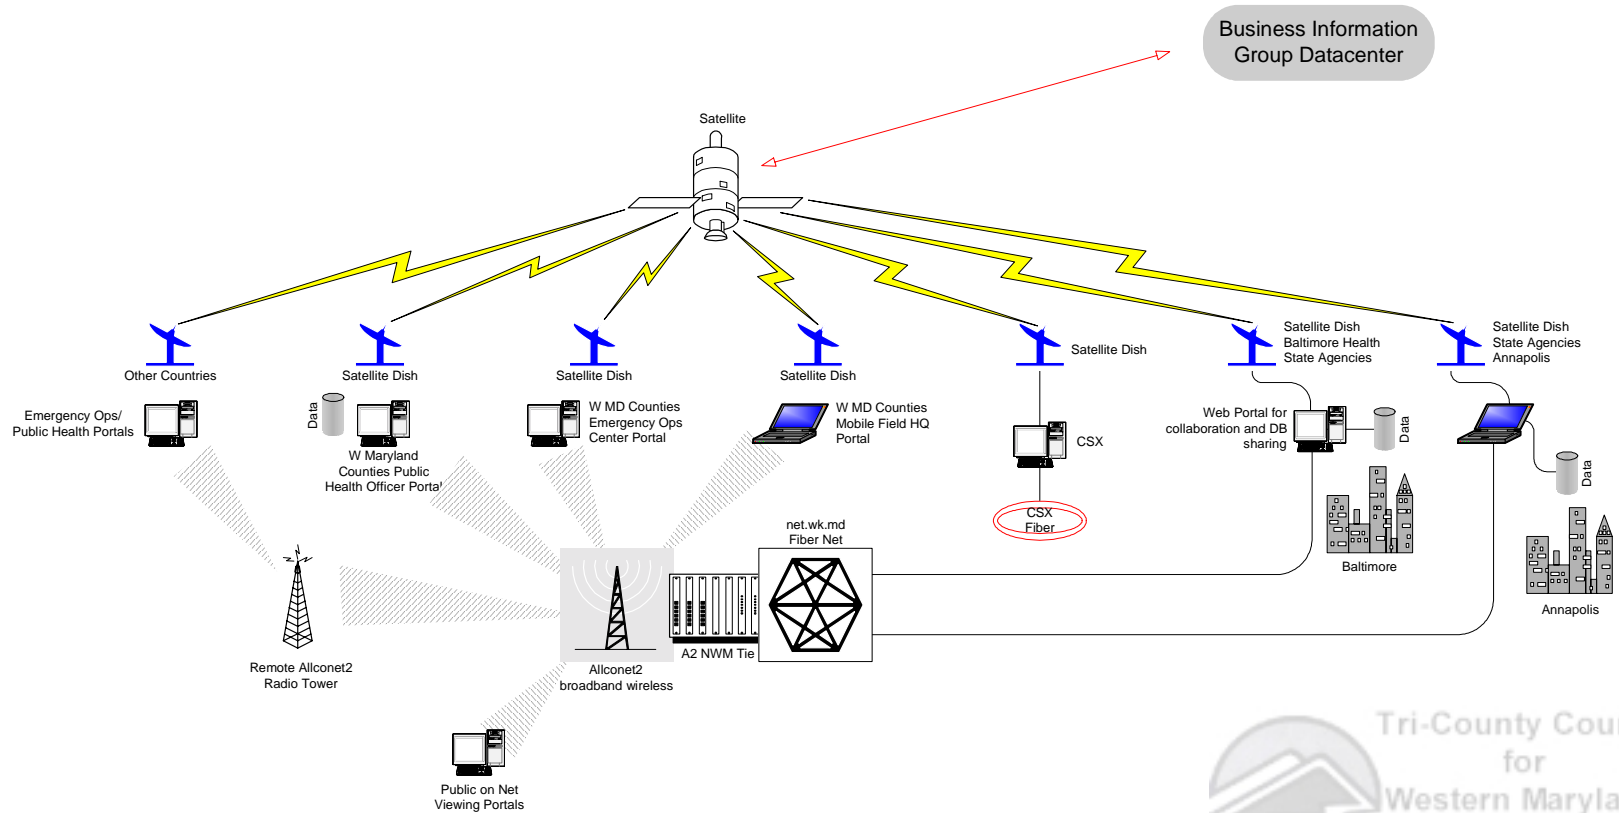 Business Information
Group Datacenter
Satellite
Other Countries
Satellite Dish
Satellite Dish
Satellite Dish
Satellite Dish
Satellite Dish
Baltimore Health
State Agencies
Satellite Dish
State Agencies
Annapolis
Emergency Ops/
Public Health Portals
Data
W Maryland
Counties Public
Health Officer Portal
W MD Counties
Emergency Ops
Center Portal
W MD Counties
Mobile Field HQ
Portal
CSX
CSX
Fiber
Web Portal for
collaboration and DB
sharing
Data
Data
Baltimore
Annapolis
net.wk.md
Fiber Net
A2 NWM Tie
Allconet2
broadband wireless
Remote Allconet2
Radio Tower
Public on Net
Viewing Portals
Tri-County Cou
for
Western Maryla